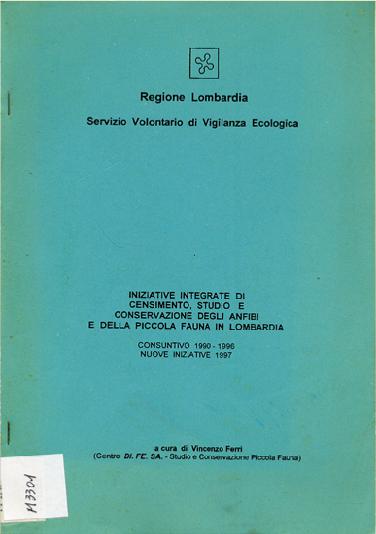 Regione Lombardia
Servizio Volontario di Vigilanza Ecologica
INIZIATIVE INTEGRATE DI
CENSIMENTO, STUDIO E
CONSERVAZIONE DEGLI ANFIBI
E DELLA PICCOLA FAUNA IN LOMBARDIA
CONSUNTIVO 1990 - 1996
NUOVE INIZATIVE 1997
a cura di Vincenzo Ferri
(Centro DI. FE. SA. - Studio e Conservazione Piccola Fauna)
M3301